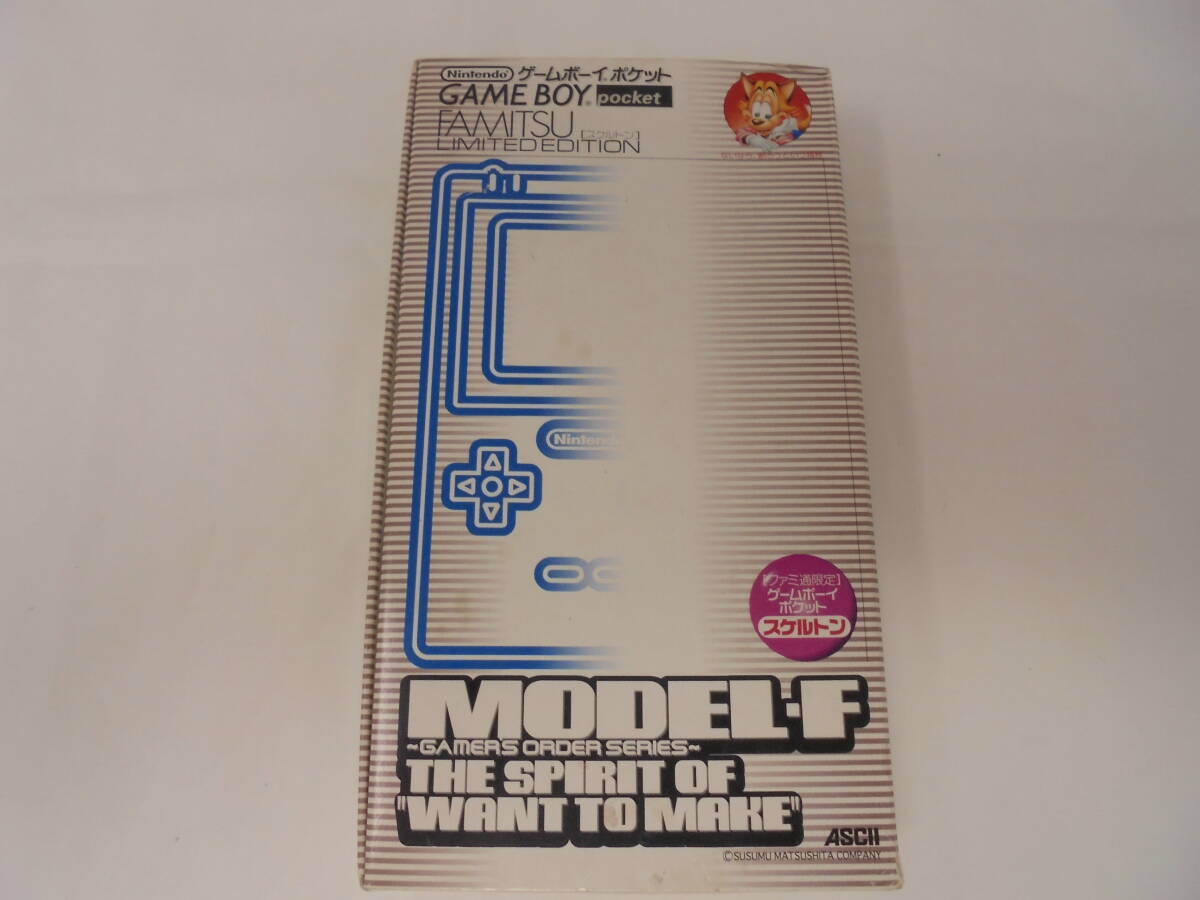 Nintendo ゲームボーイ ポケット
GAME BOY pocket
FAMITSU
[スケルトン]
LIMITED EDITION
Nintendo
[ファミ通限定]
ゲームボーイ
ポケット
スケルトン
MODEL-F
~GAMERS ORDER SERIES~
THE SPIRIT OF
"WANT TO MAKE"
ASCII
©SUSUMU MATSUSHITA COMPANY